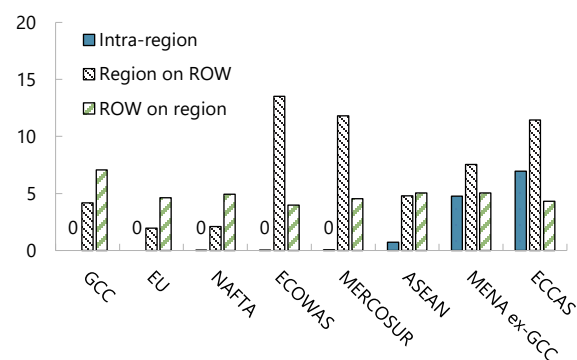 20
15
10
5
0
Intra-region
Region on ROW
ROW on region
0 0 0 0 0
GCC
EU
NAFTA
ECOWAS
MERCOSUR
ASEAN
MENA ex-GCC
ECCAS